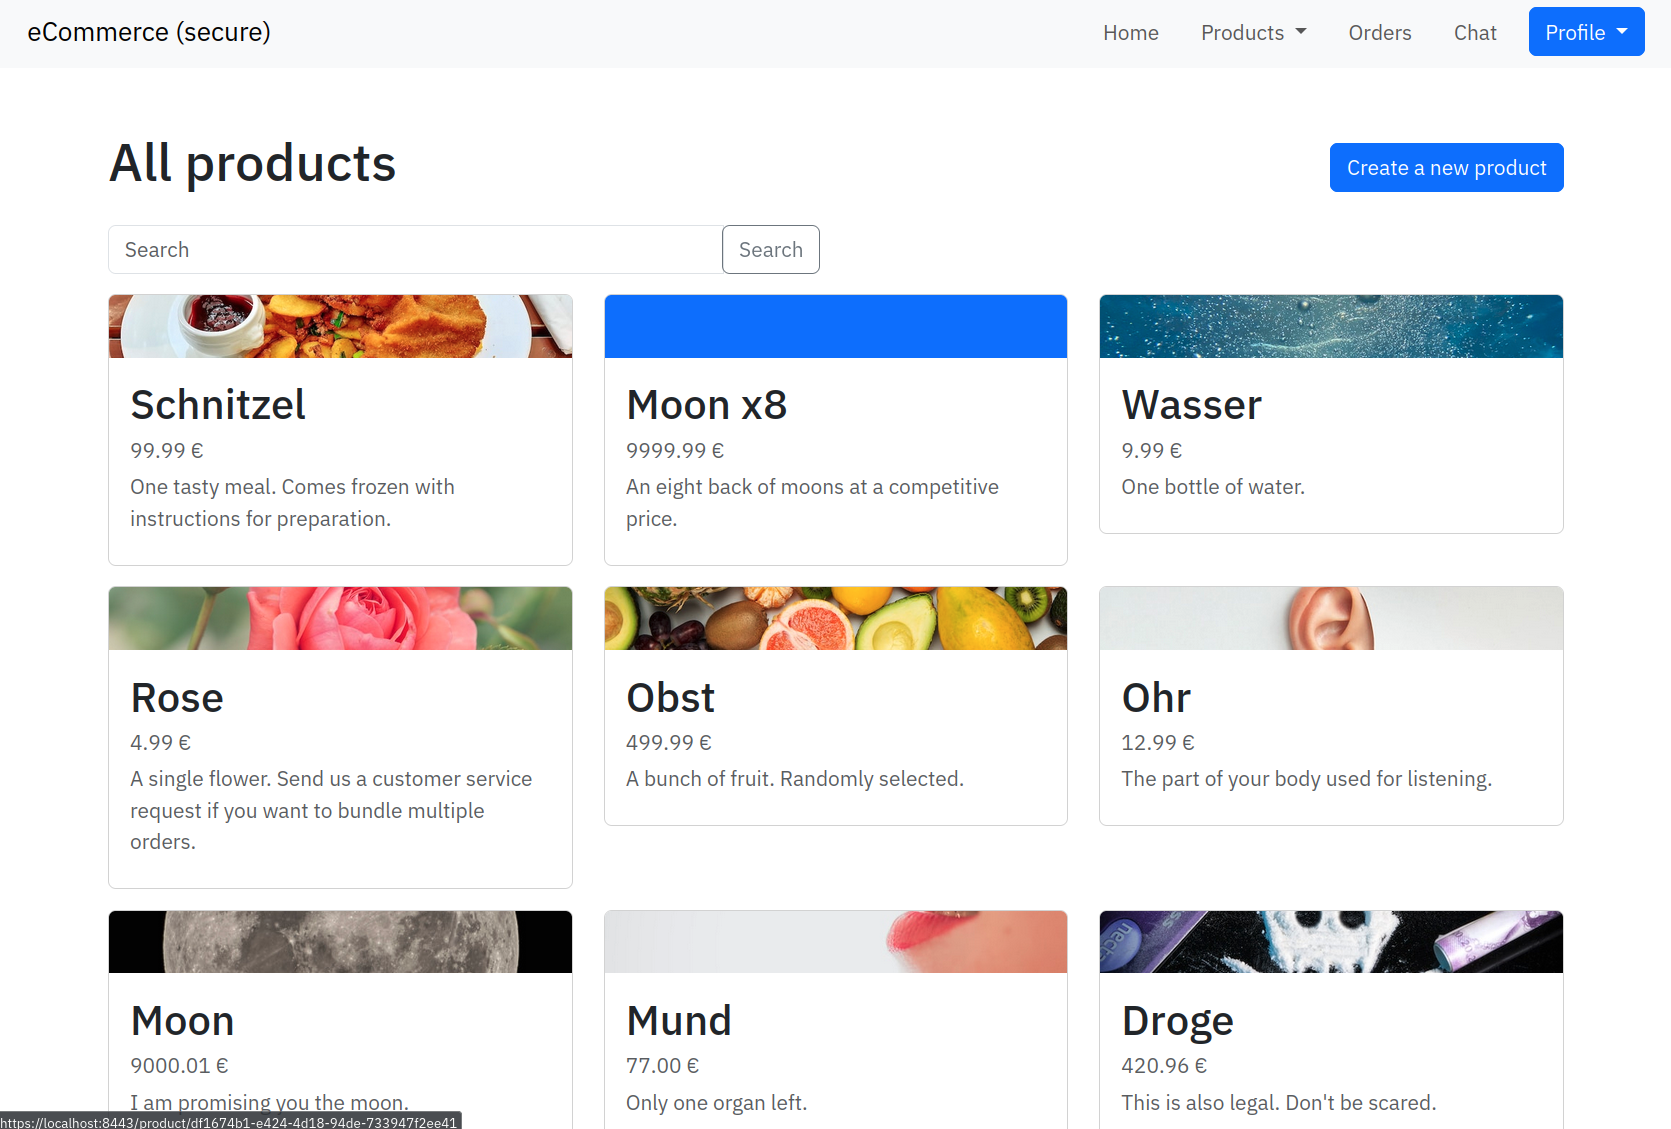 eCommerce (secure)
Home
Products
Orders
Chat
Profile
All products
Create a new product
Search
Search
Schnitzel
99.99 €
One tasty meal. Comes frozen with
instructions for preparation.
Moon x8
9999.99 €
An eight back of moons at a competitive
price.
Wasser
9.99 €
One bottle of water.
Rose
4.99 €
A single flower. Send us a customer service
request if you want to bundle multiple
orders.
Obst
499.99 €
A bunch of fruit. Randomly selected.
Ohr
12.99 €
The part of your body used for listening.
Moon
9000.01 €
I am promising you the moon.
Mund
77.00 €
Only one organ left.
Droge
420.96 €
This is also legal. Don't be scared.
https://localhost:8443/product/df1674b1-e424-4d18-94de-733947f2ee41